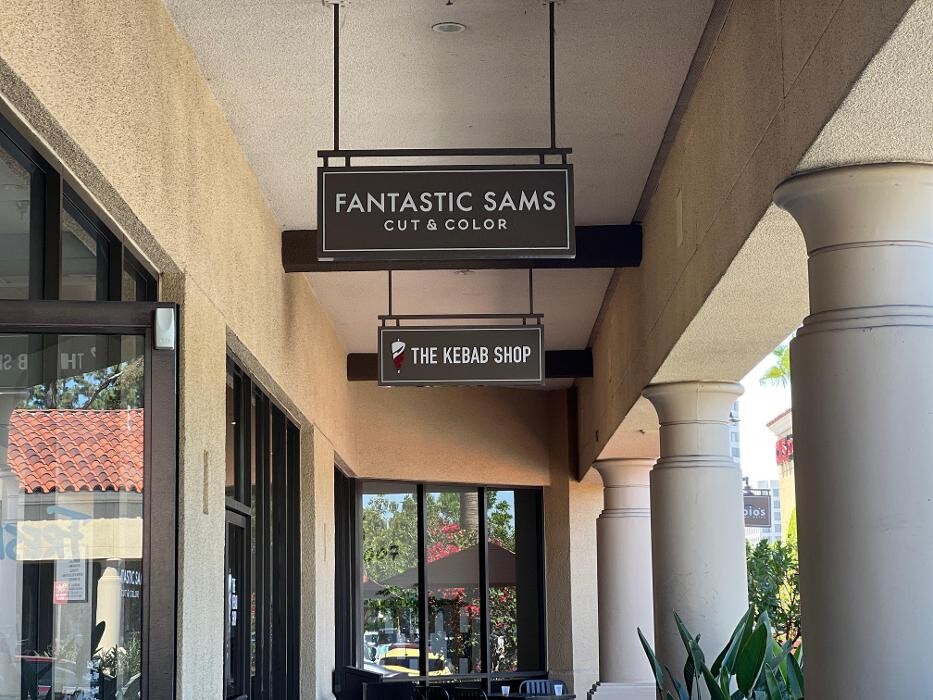 FANTASTIC SAMS
CUT & COLOR
THE KEBAB SHOP